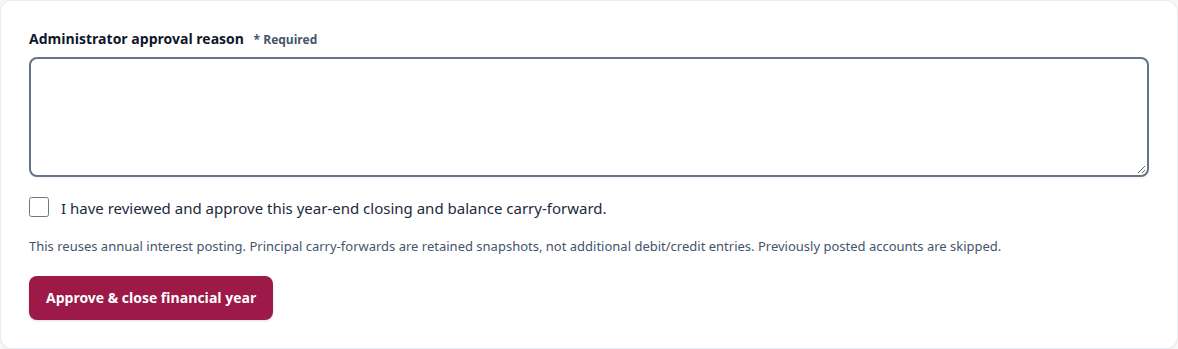 Administrator approval reason * Required
I have reviewed and approve this year-end closing and balance carry-forward.
This reuses annual interest posting. Principal carry-forwards are retained snapshots, not additional debit/credit entries. Previously posted accounts are skipped.
Approve & close financial year